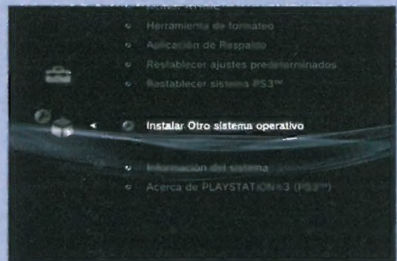 Herramienta de formateo
Aplicación de Respaldo
Restablecer ajustes predeterminados
Restablecer sistema PS3™
Instalar Otro sistema operativo
Información del sistema
Acerca de PLAYSTATION®3 (PS3™)